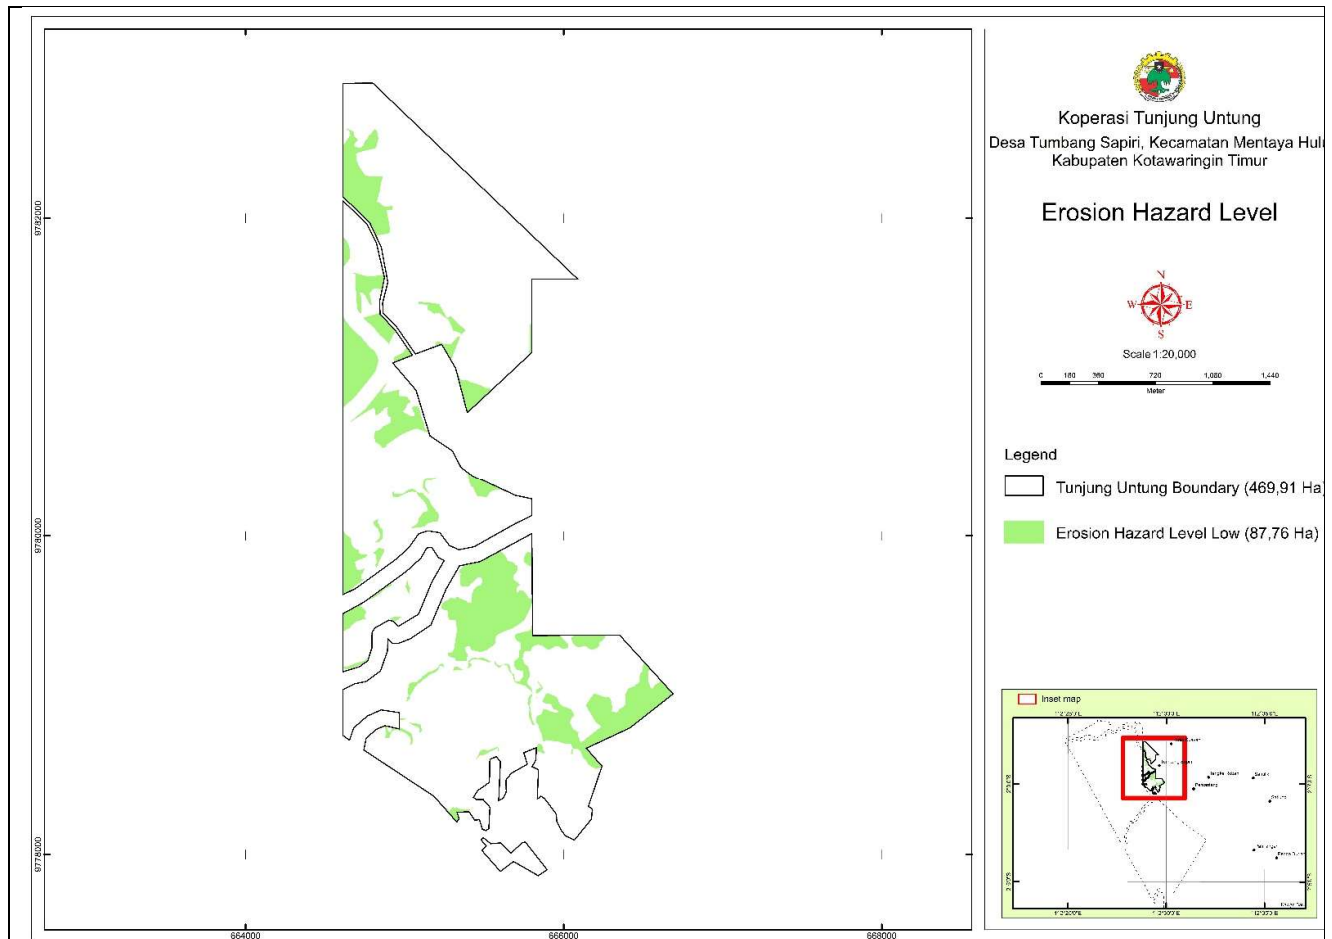 Koperasi Tunjung Untung
Desa Tumbang Sapiri, Kecamatan Mentaya Hulu
Kabupaten Kotawaringin Timur
Erosion Hazard Level
N
W
E
S
Scale 1:20,000
0 180 360 720 1,080 1,440
Meter
Legend
Tunjung Untung Boundary (469,91 Ha)
Erosion Hazard Level Low (87,76 Ha)
Inset map
9782000
9780000
9778000
664000 666000 668000